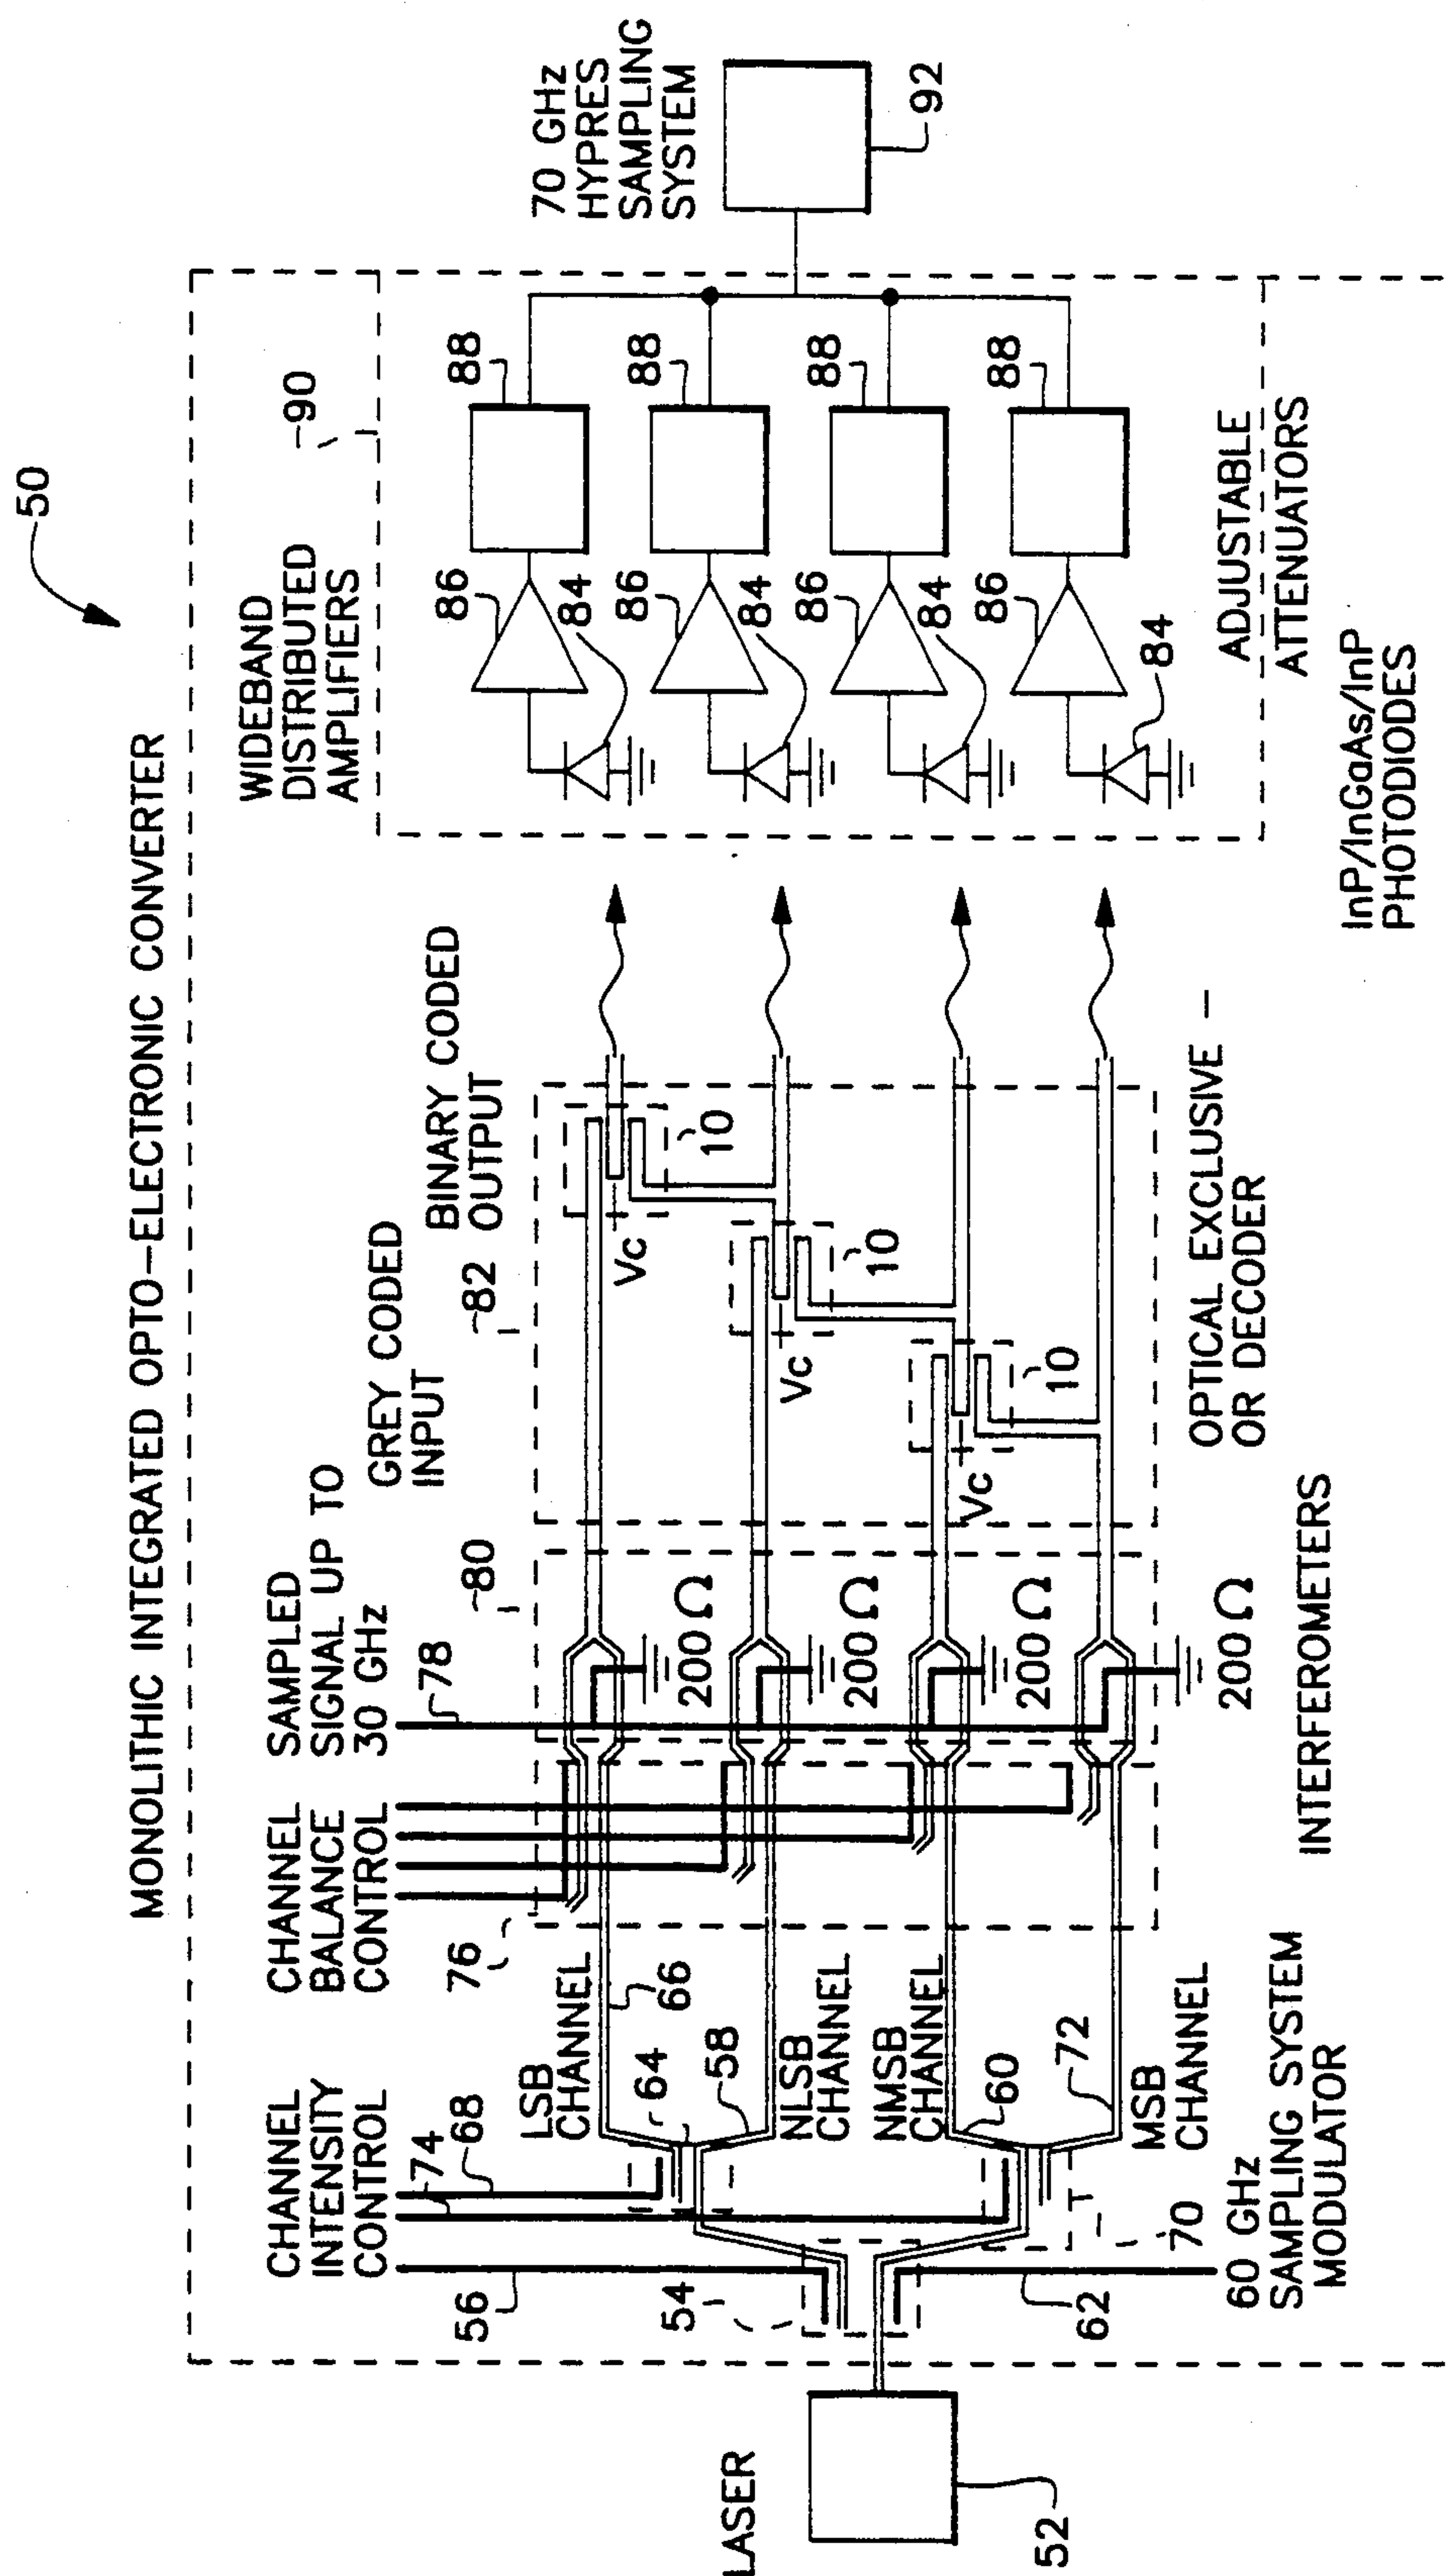 50
MONOLITHIC INTEGRATED OPTO-ELECTRONIC CONVERTER
CHANNEL
INTENSITY
CONTROL
74
68
56
CHANNEL
BALANCE
CONTROL
76
SAMPLED
SIGNAL UP TO
30 GHz
78
80
GREY CODED
INPUT
82
BINARY CODED
OUTPUT
WIDEBAND
DISTRIBUTED
AMPLIFIERS
90
70 GHz
HYPRES
SAMPLING
SYSTEM
92
LASER
52
54
62
64
58
66
LSB
CHANNEL
NLSB
CHANNEL
NMSB
CHANNEL
60
72
MSB
CHANNEL
70
60 GHz
SAMPLING SYSTEM
MODULATOR
200 Ω
200 Ω
200 Ω
200 Ω
INTERFEROMETERS
Vc
10
Vc
10
Vc
10
OPTICAL EXCLUSIVE -
OR DECODER
86
84
88
86
84
88
86
84
88
86
84
88
ADJUSTABLE
ATTENUATORS
InP/InGaAs/InP
PHOTODIODES